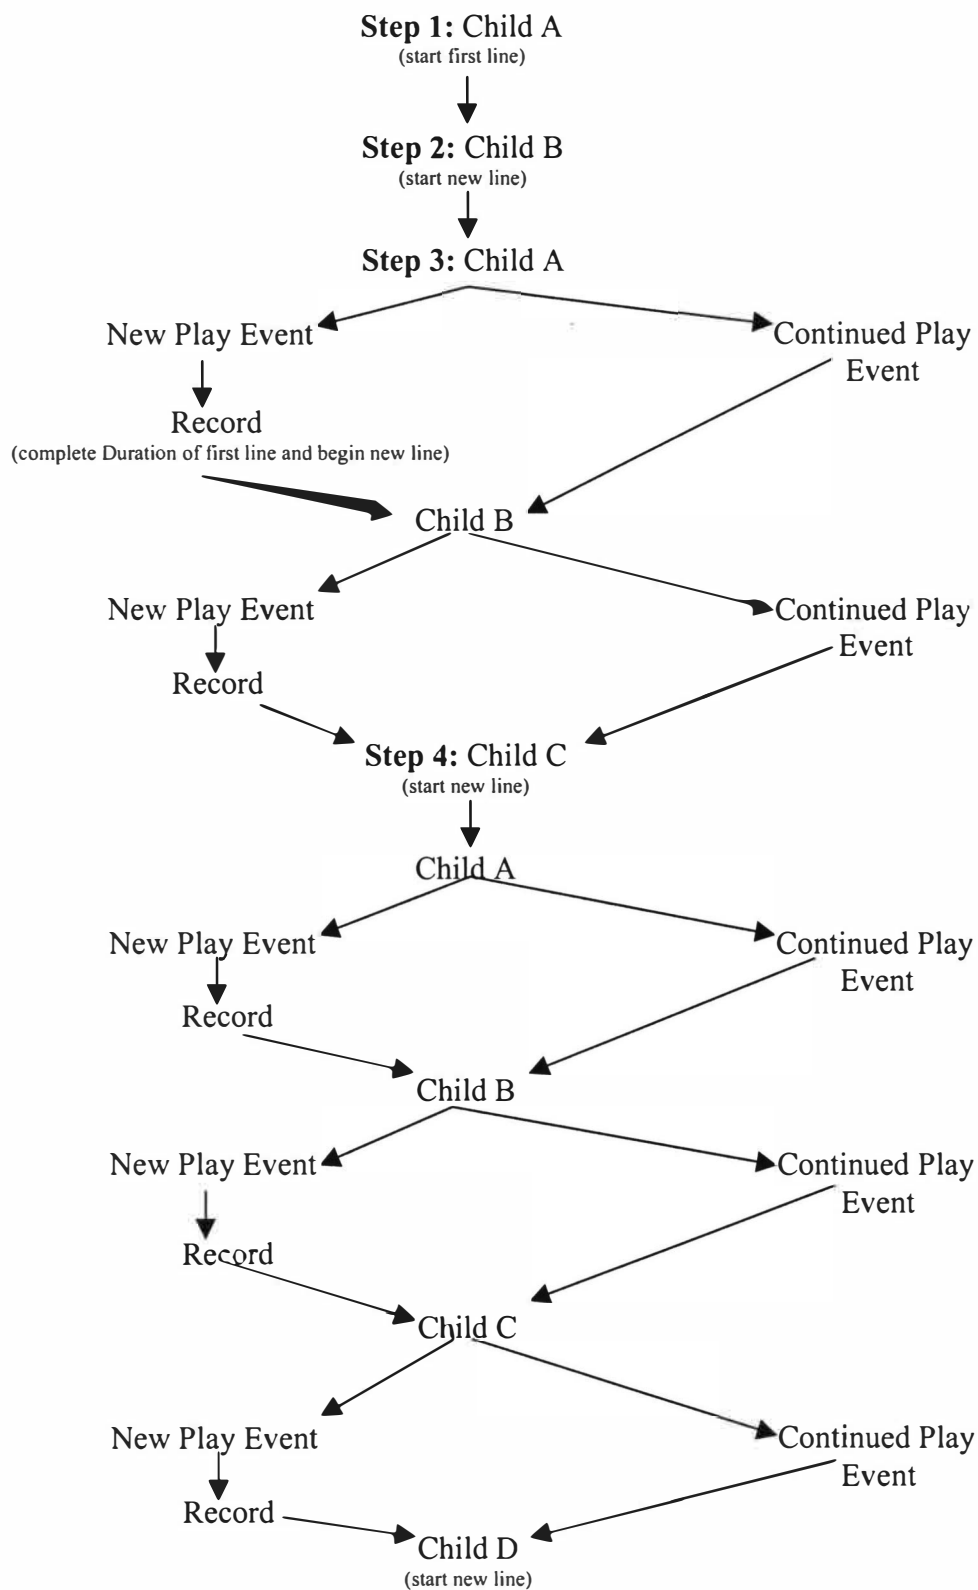 Step 1: Child A
(start first line)
Step 2: Child B
(start new line)
Step 3: Child A
New Play Event
Continued Play
Event
Record
(complete Duration of first line and begin new line)
Child B
New Play Event
Continued Play
Event
Record
Step 4: Child C
(start new line)
Child A
New Play Event
Continued Play
Event
Record
Child B
New Play Event
Continued Play
Event
Record
Child C
New Play Event
Continued Play
Event
Record
Child D
(start new line)